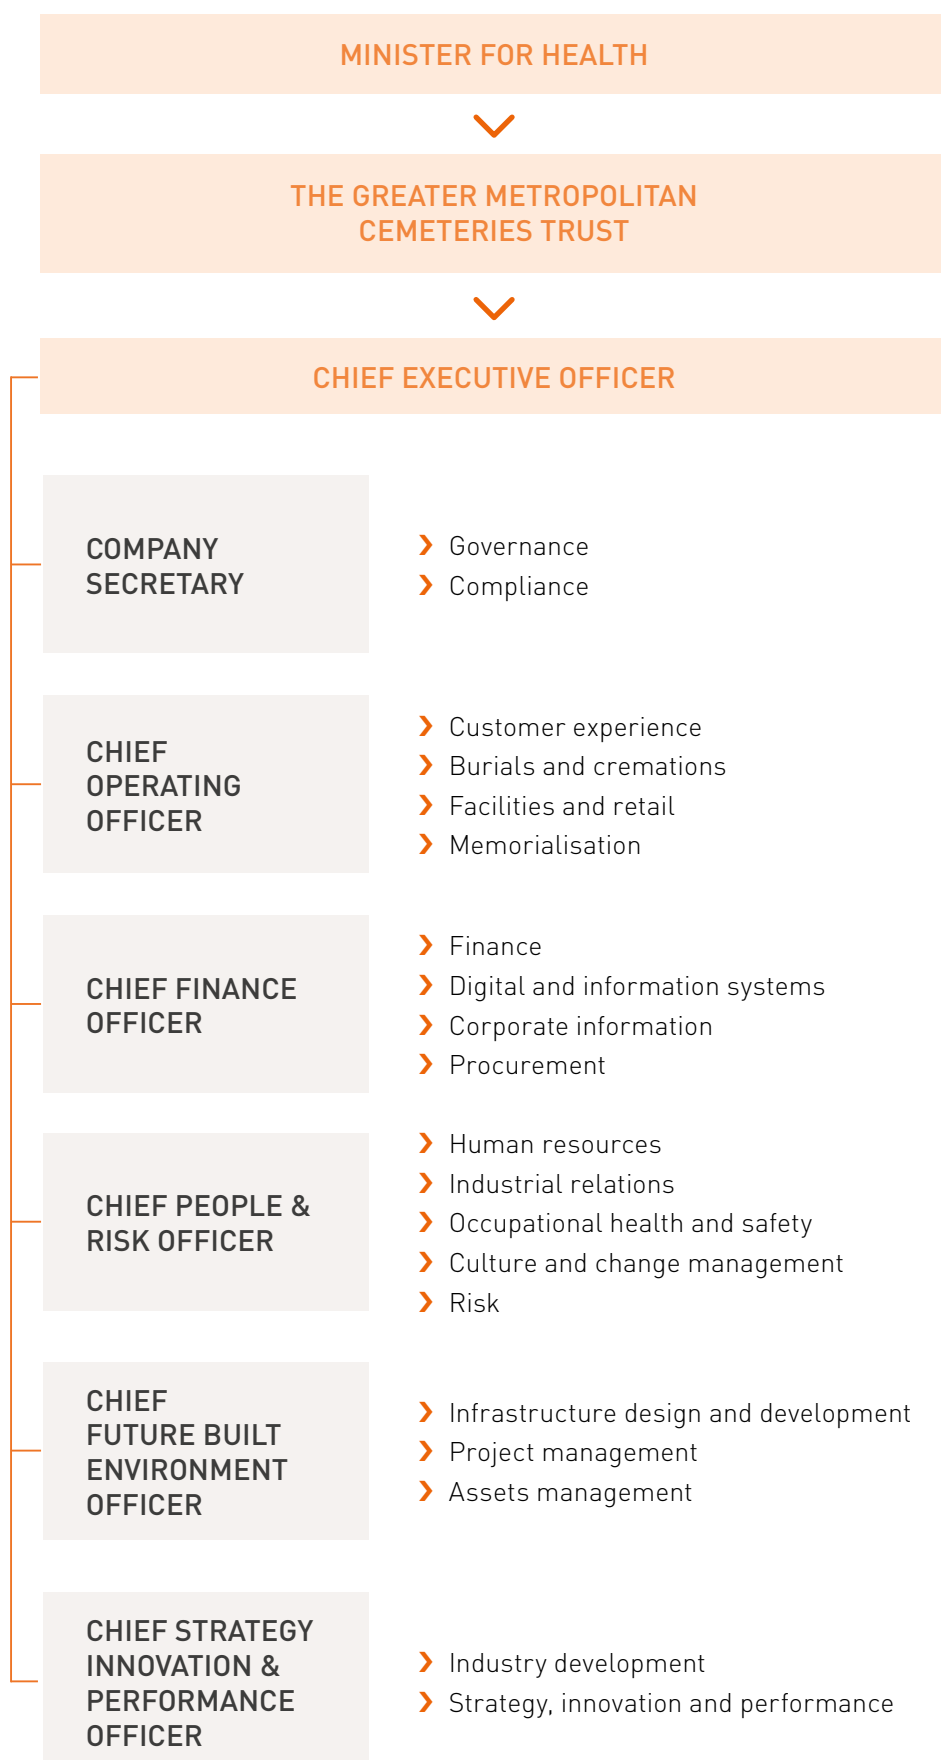 MINISTER FOR HEALTH
THE GREATER METROPOLITAN
CEMETERIES TRUST
CHIEF EXECUTIVE OFFICER
COMPANY
SECRETARY
Governance
Compliance
CHIEF
OPERATING
OFFICER
Customer experience
Burials and cremations
Facilities and retail
Memorialisation
CHIEF FINANCE
OFFICER
Finance
Digital and information systems
Corporate information
Procurement
CHIEF PEOPLE &
RISK OFFICER
Human resources
Industrial relations
Occupational health and safety
Culture and change management
Risk
CHIEF
FUTURE BUILT
ENVIRONMENT
OFFICER
Infrastructure design and development
Project management
Assets management
CHIEF STRATEGY
INNOVATION &
PERFORMANCE
OFFICER
Industry development
Strategy, innovation and performance